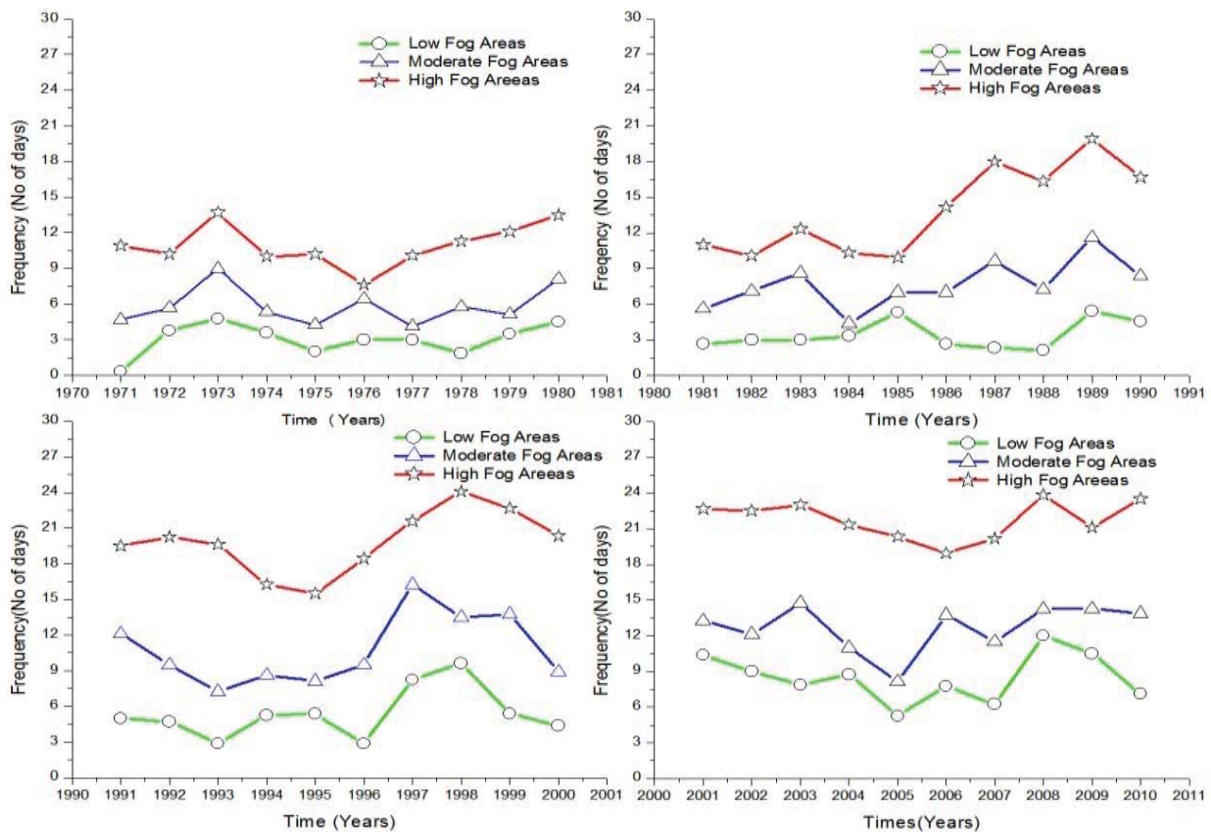 30
27
24
21
18
15
12
9
6
3
0
Frequency (No of days)
Low Fog Areas
Moderate Fog Areas
High Fog Areeas
1970 1971 1972 1973 1974 1975 1976 1977 1978 1979 1980 1981
Time ( Years)
30
27
24
21
18
15
12
9
6
3
0
Freqency (No of days)
Low Fog Areas
Moderate Fog Areas
High Fog Areeas
1980 1981 1982 1983 1984 1985 1986 1987 1988 1989 1990 1991
Time (Years)
30
27
24
21
18
15
12
9
6
3
0
Frequency(No of days)
Low Fog Areas
Moderate Fog Areas
High Fog Areeas
1990 1991 1992 1993 1994 1995 1996 1997 1998 1999 2000 2001
Time (Years)
30
27
24
21
18
15
12
9
6
3
0
Frequency(No of days)
Low Fog Areas
Moderate Fog Areas
High Fog Areeas
2000 2001 2002 2003 2004 2005 2006 2007 2008 2009 2010 2011
Times(Years)